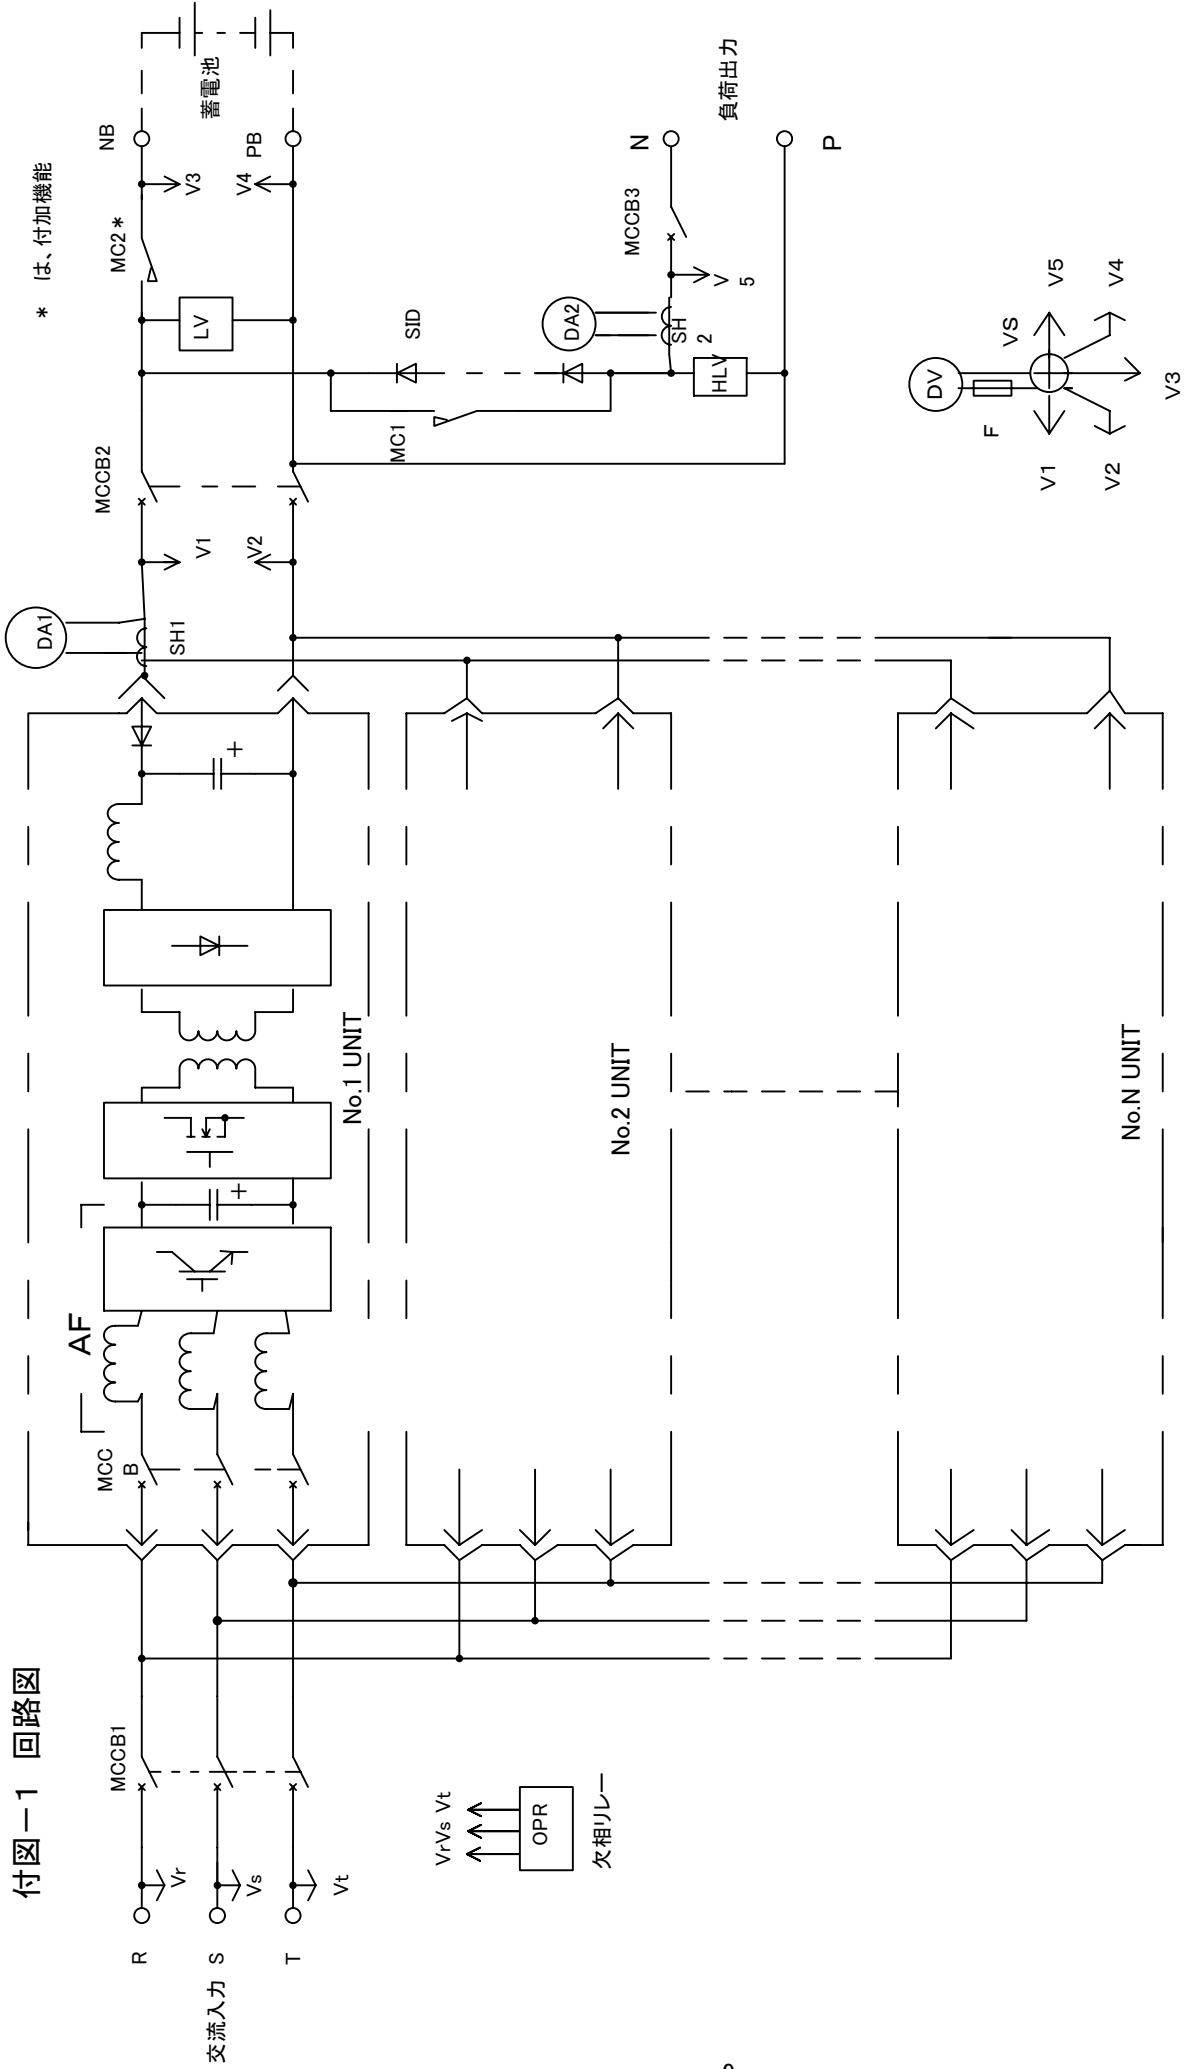 付図－1 回路図
* は、付加機能
DA1
MCCB2
MC2*
NB
蓄電池
V3
V4
PB
LV
V1
V2
SH1
SID
MC1
DA2
SH
2
HLV
MCCB3
V
5
N
負荷出力
P
DV
F
VS
V1
V2
V3
V4
V5
MCCB1
MCC
B
AF
+
+
No.1 UNIT
No.2 UNIT
No.N UNIT
R
S
T
交流入力
Vr
Vs
Vt
VrVs Vt
OPR
欠相リレー